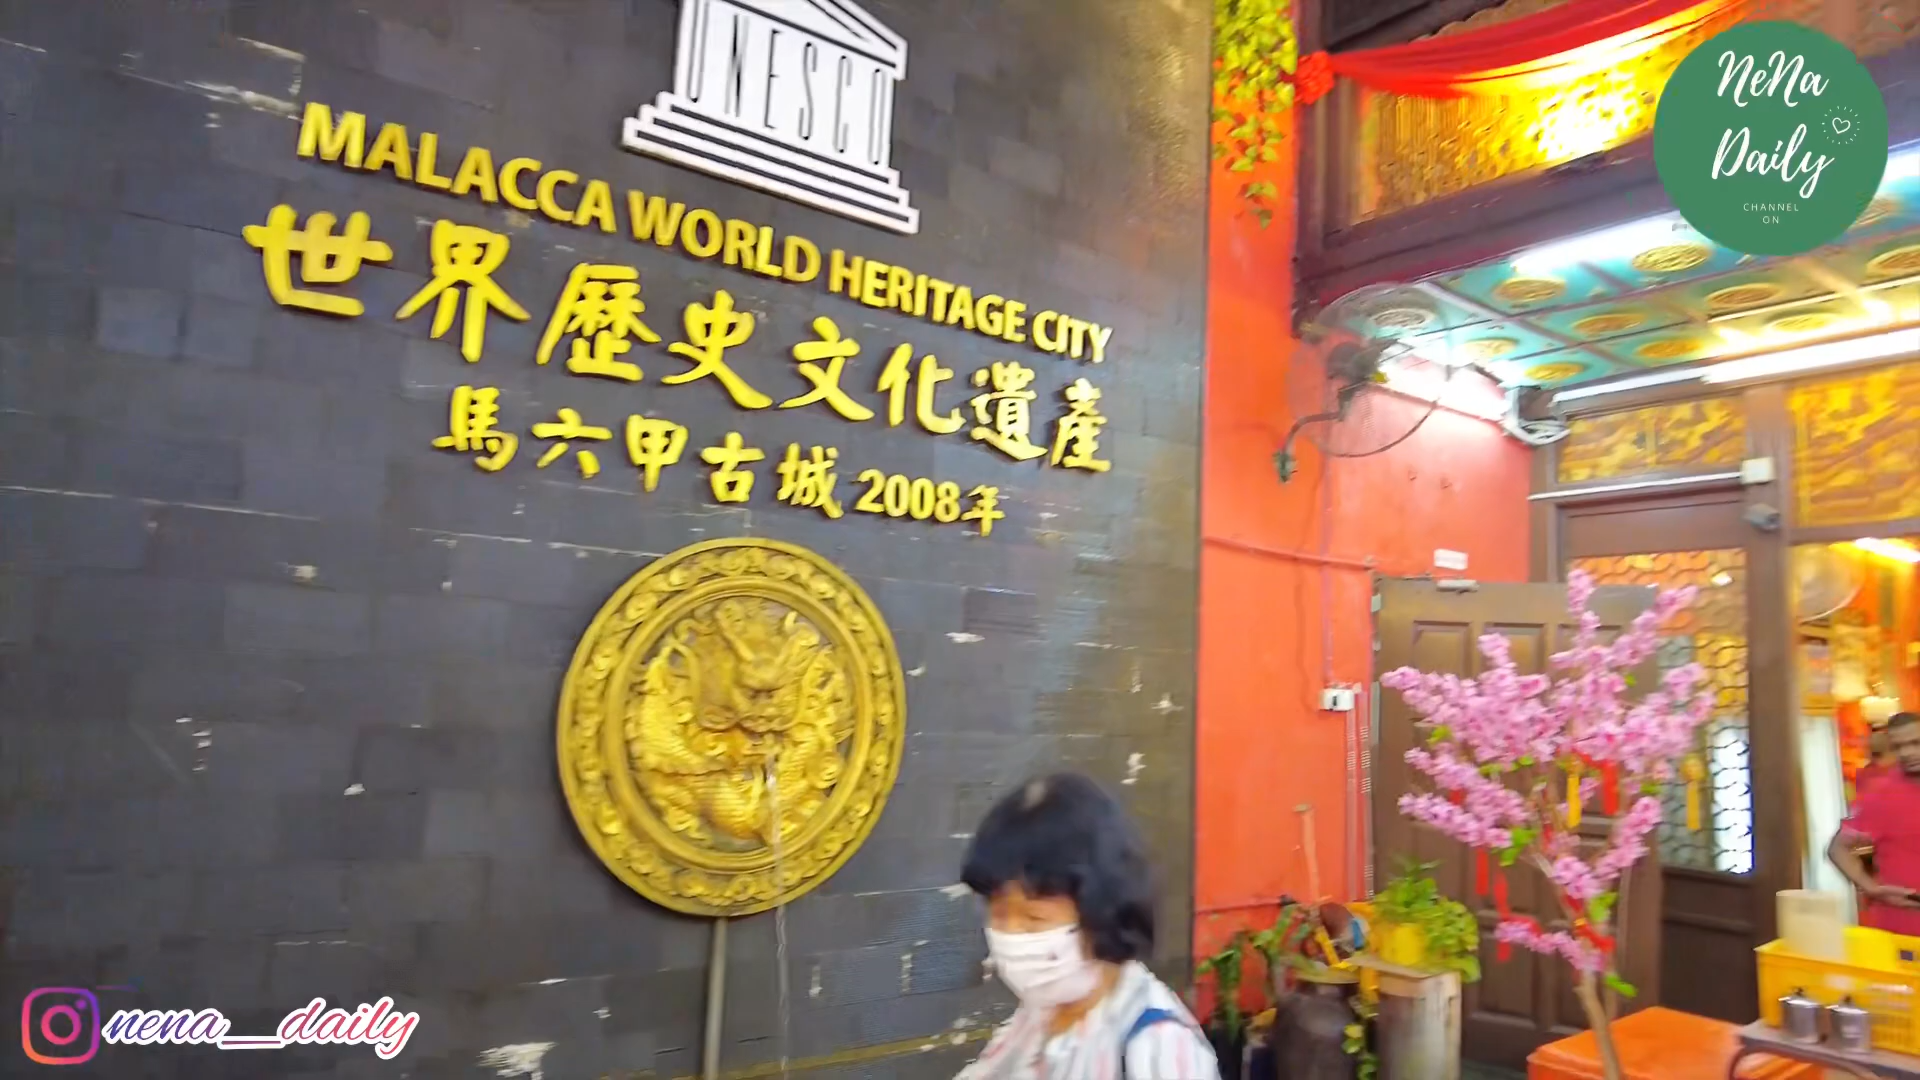 UNESCO
MALACCA WORLD HERITAGE CITY
世界歷史文化遺產
馬六甲古城 2008年
NeNa
Daily
CHANNEL
ON
nena__daily